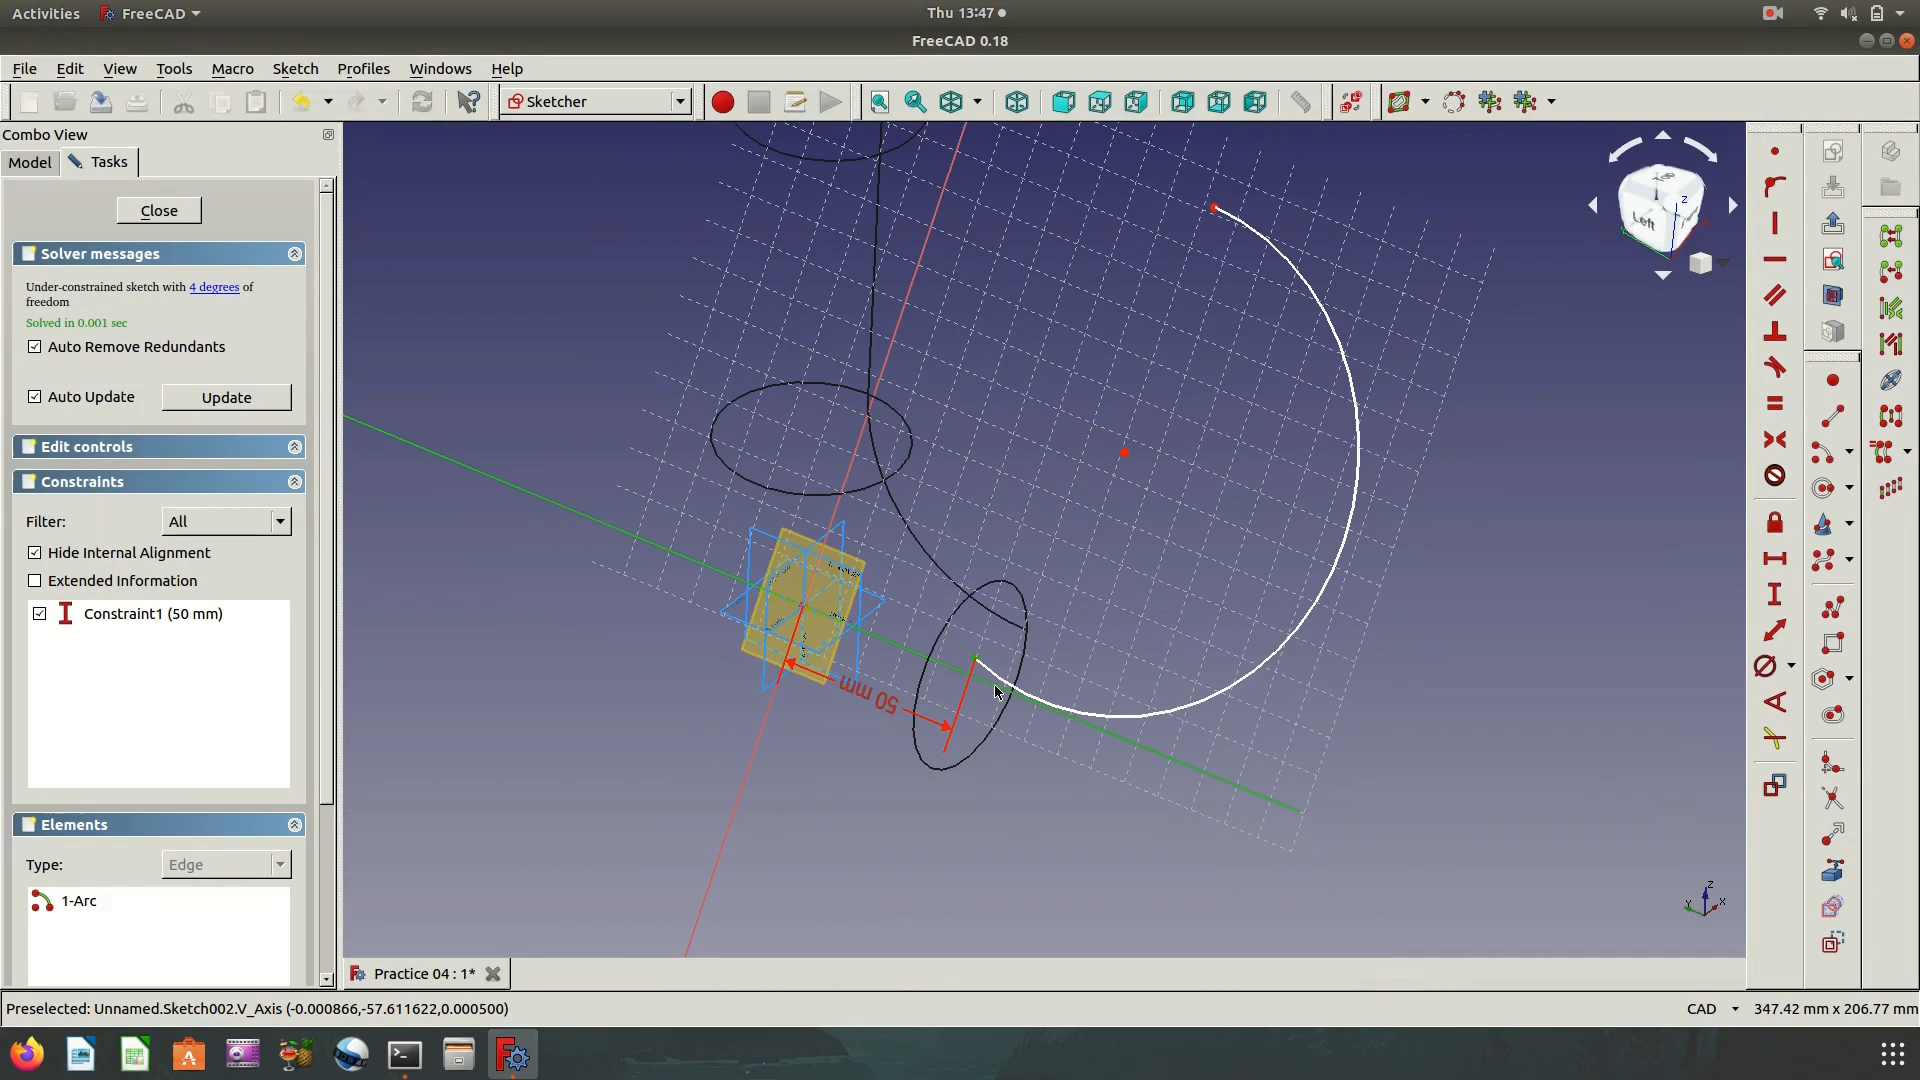 Activities
FreeCAD
Thu 13:47
FreeCAD 0.18
File
Edit
View
Tools
Macro
Sketch
Profiles
Windows
Help
Sketcher
Combo View
Model
Tasks
Close
Solver messages
Under-constrained sketch with 4 degrees of
freedom
Solved in 0.001 sec
Auto Remove Redundants
Auto Update
Update
Edit controls
Constraints
Filter:
All
Hide Internal Alignment
Extended Information
Constraint1 (50 mm)
Elements
Type:
Edge
1-Arc
Top
Left
Z
50 mm
Z
Y
X
Practice 04 : 1*
Preselected: Unnamed.Sketch002.V_Axis (-0.000866,-57.611622,0.000500)
CAD
347.42 mm x 206.77 mm